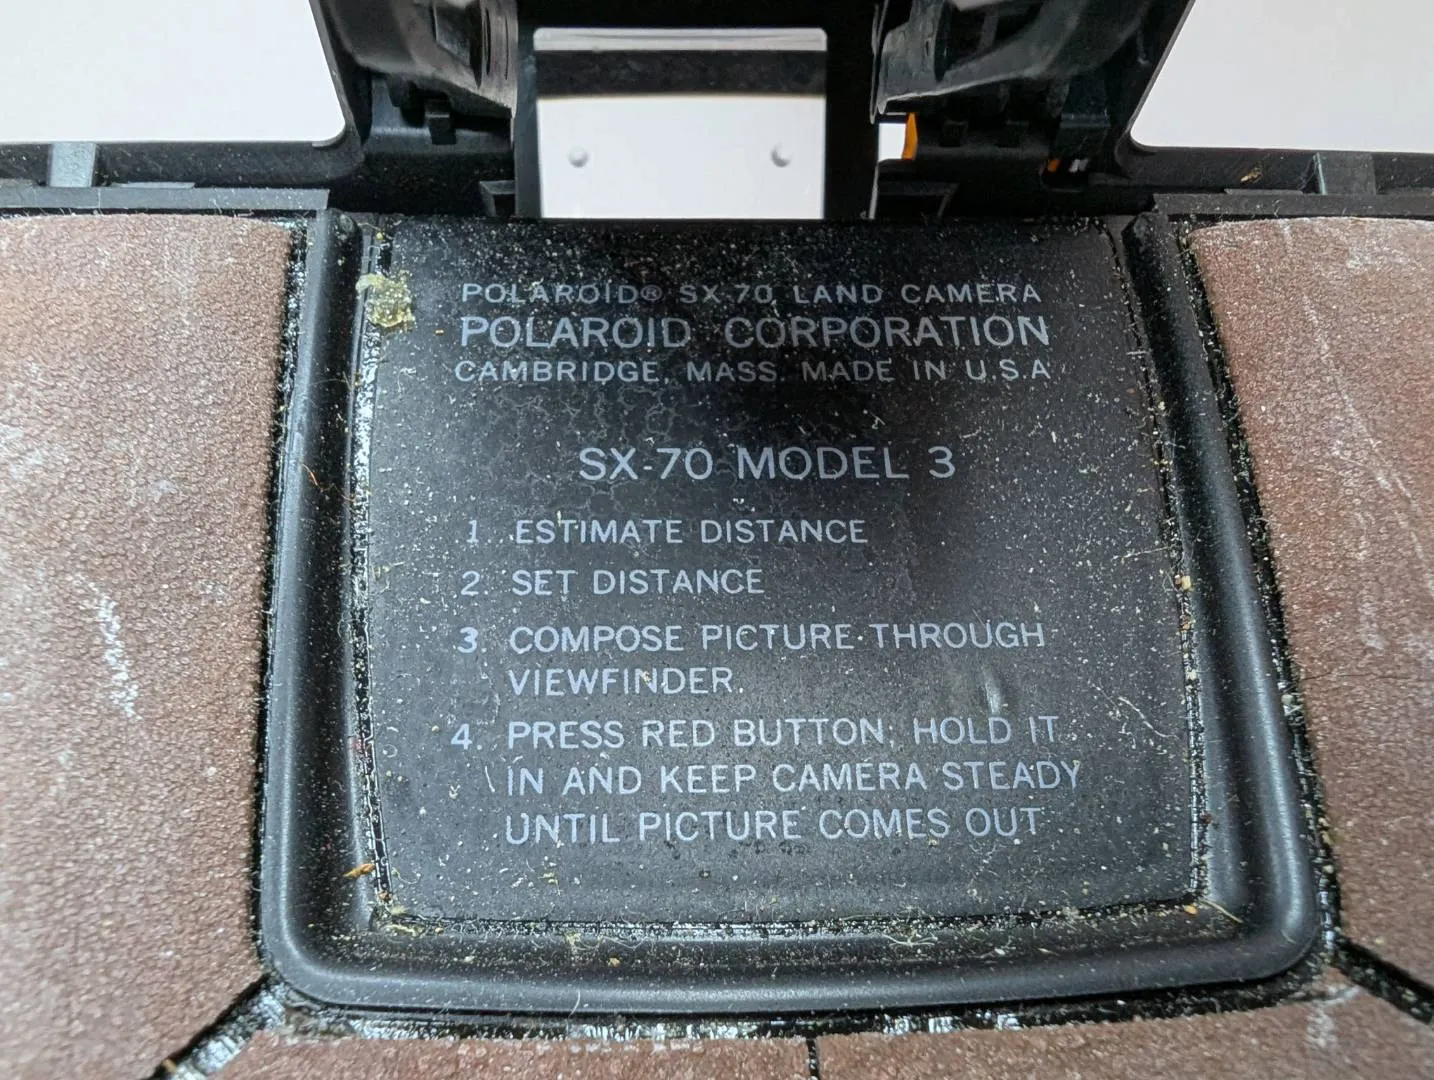 POLAROID® SX-70 LAND CAMERA
POLAROID CORPORATION
CAMBRIDGE, MASS. MADE IN U.S.A.
SX-70 MODEL 3
1. ESTIMATE DISTANCE
2. SET DISTANCE
3. COMPOSE PICTURE THROUGH
VIEWFINDER.
4. PRESS RED BUTTON; HOLD IT
IN AND KEEP CAMERA STEADY
UNTIL PICTURE COMES OUT